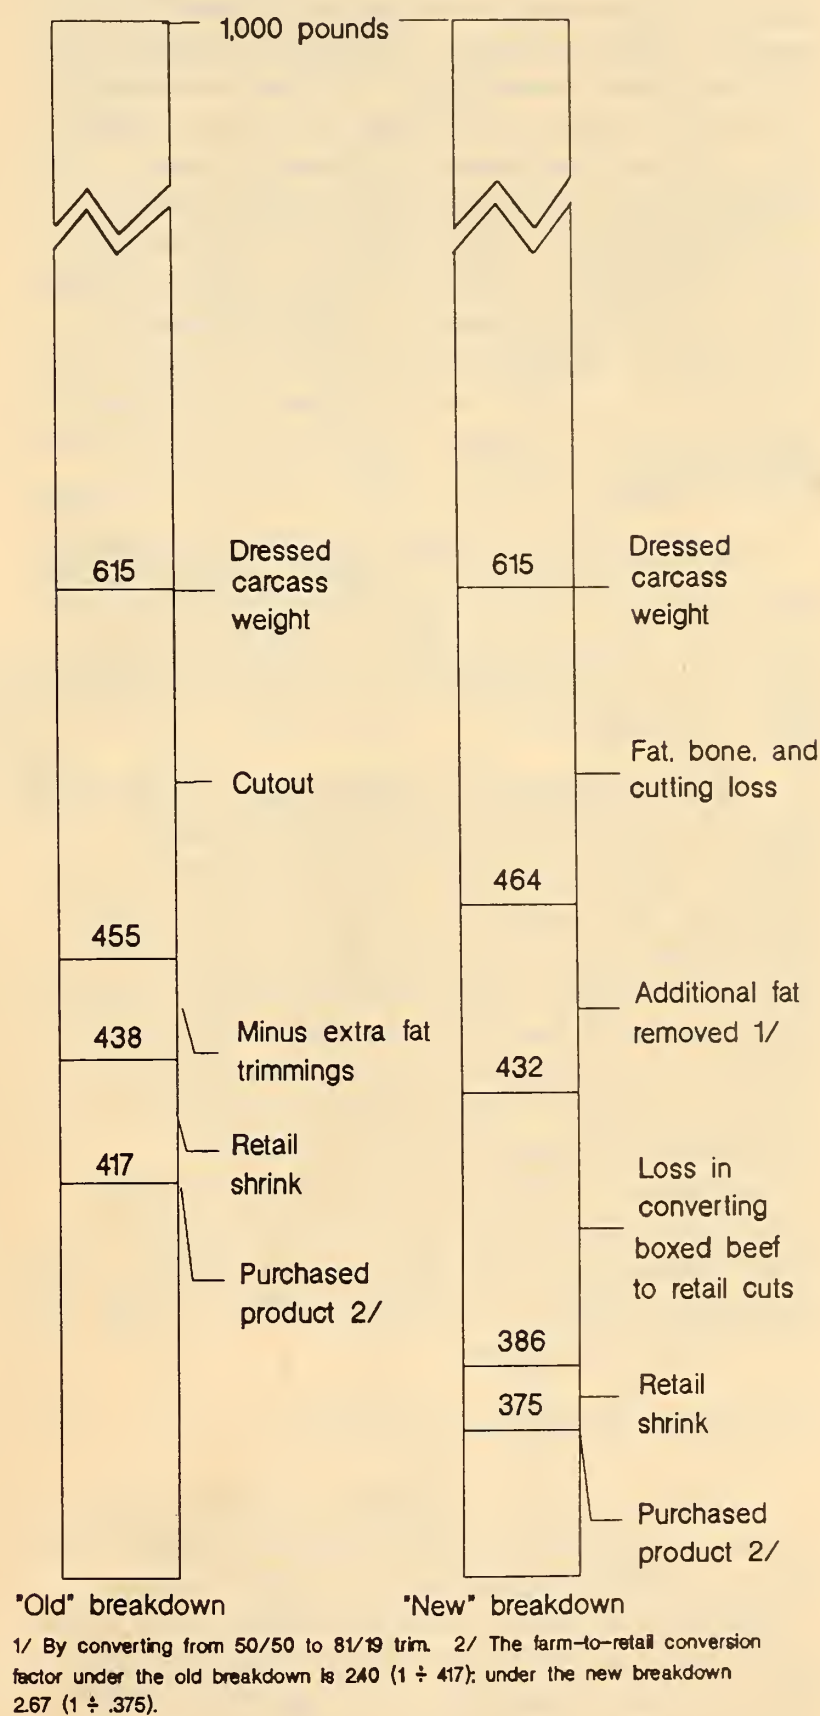 1,000 pounds
615
Dressed
carcass
weight
Cutout
455
438
Minus extra fat
trimmings
Retail
shrink
417
Purchased
product 2/
"Old" breakdown
615
Dressed
carcass
weight
Fat, bone, and
cutting loss
464
Additional fat
removed 1/
432
Loss in
converting
boxed beef
to retail cuts
386
Retail
shrink
375
Purchased
product 2/
"New" breakdown
1/ By converting from 50/50 to 81/19 trim. 2/ The farm-to-retail conversion
factor under the old breakdown is 2.40 (1 ÷ 417); under the new breakdown
2.67 (1 ÷ .375).